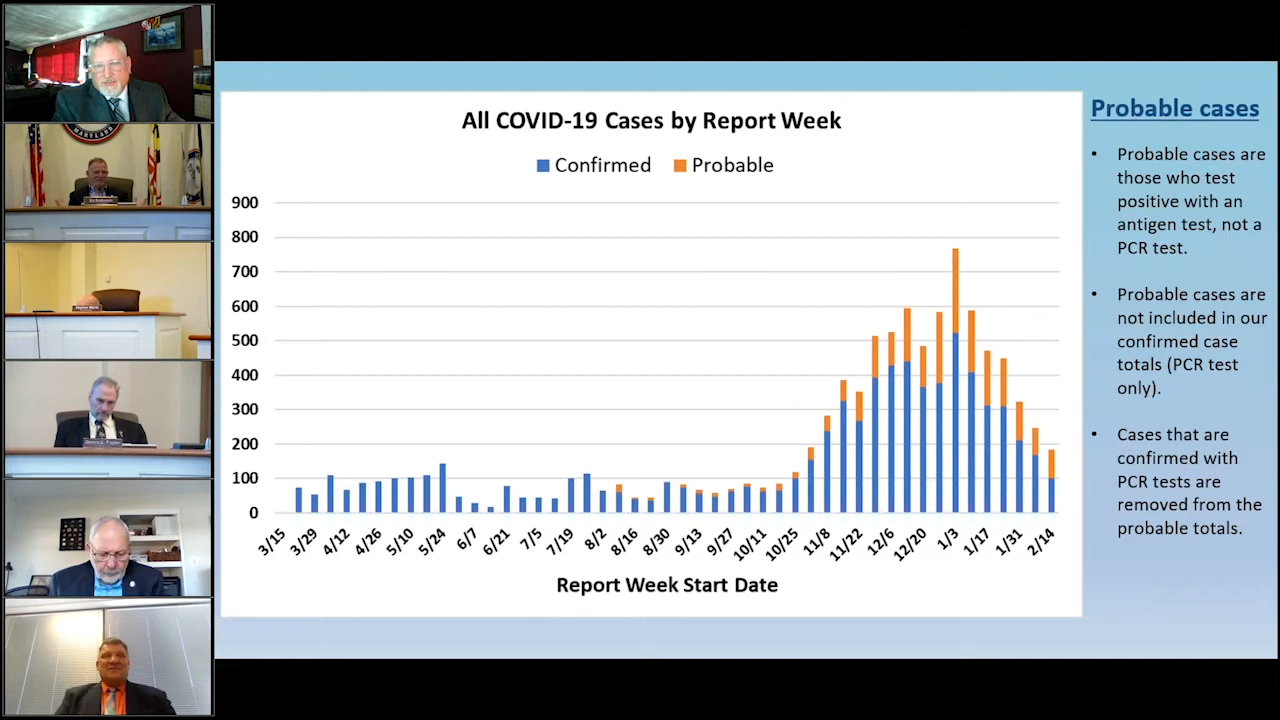 MARYLAND
All COVID-19 Cases by Report Week
Confirmed Probable
900
800
700
600
500
400
300
200
100
0
3/15 3/29 4/12 4/26 5/10 5/24 6/7 6/21 7/5 7/19 8/2 8/16 8/30 9/13 9/27 10/11 10/25 11/8 11/22 12/6 12/20 1/3 1/17 1/31 2/14
Report Week Start Date
Probable cases
• Probable cases are
those who test
positive with an
antigen test, not a
PCR test.
• Probable cases are
not included in our
confirmed case
totals (PCR test
only).
• Cases that are
confirmed with
PCR tests are
removed from the
probable totals.